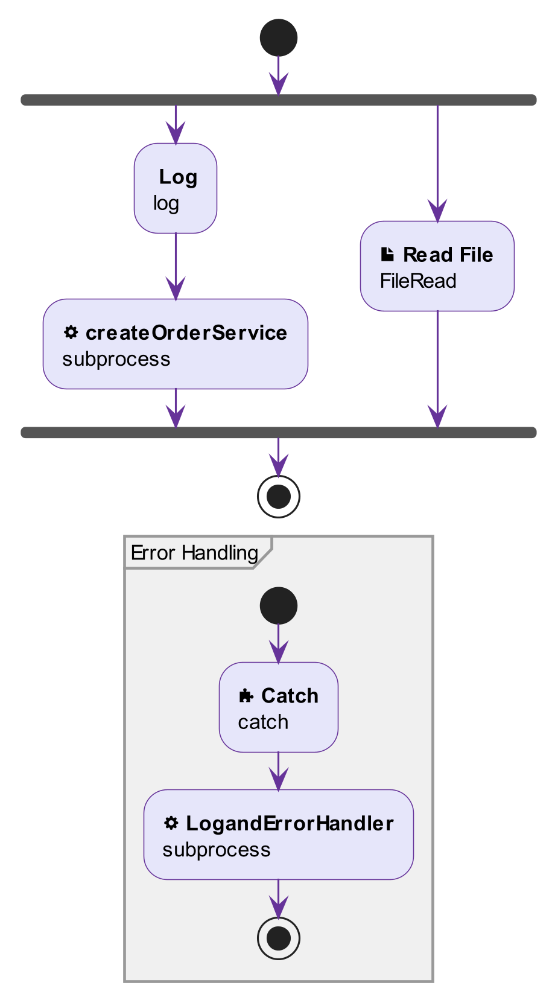 Log
log
Read File
FileRead
createOrderService
subprocess
Error Handling
Catch
catch
LogandErrorHandler
subprocess